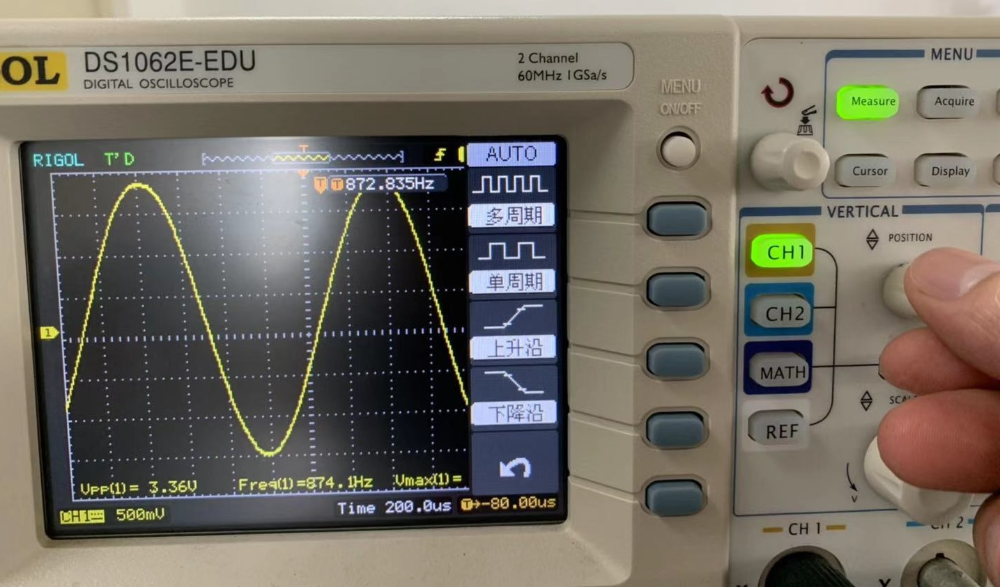 OL DS1062E-EDU
DIGITAL OSCILLOSCOPE
2 Channel
60MHz 1GSa/s
MENU
ON/OFF
MENU
Measure
Acquire
Cursor
Display
RIGOL T'D
T
872.835Hz
AUTO
多周期
单周期
上升沿
下降沿
1
Vpp(1)= 3.36V
Freq(1)=874.1Hz
Vmax(1)=
CH1 500mV
Time 200.0us
T→-80.00us
VERTICAL
POSITION
CH1
CH2
MATH
REF
V
CH 1
CH 2